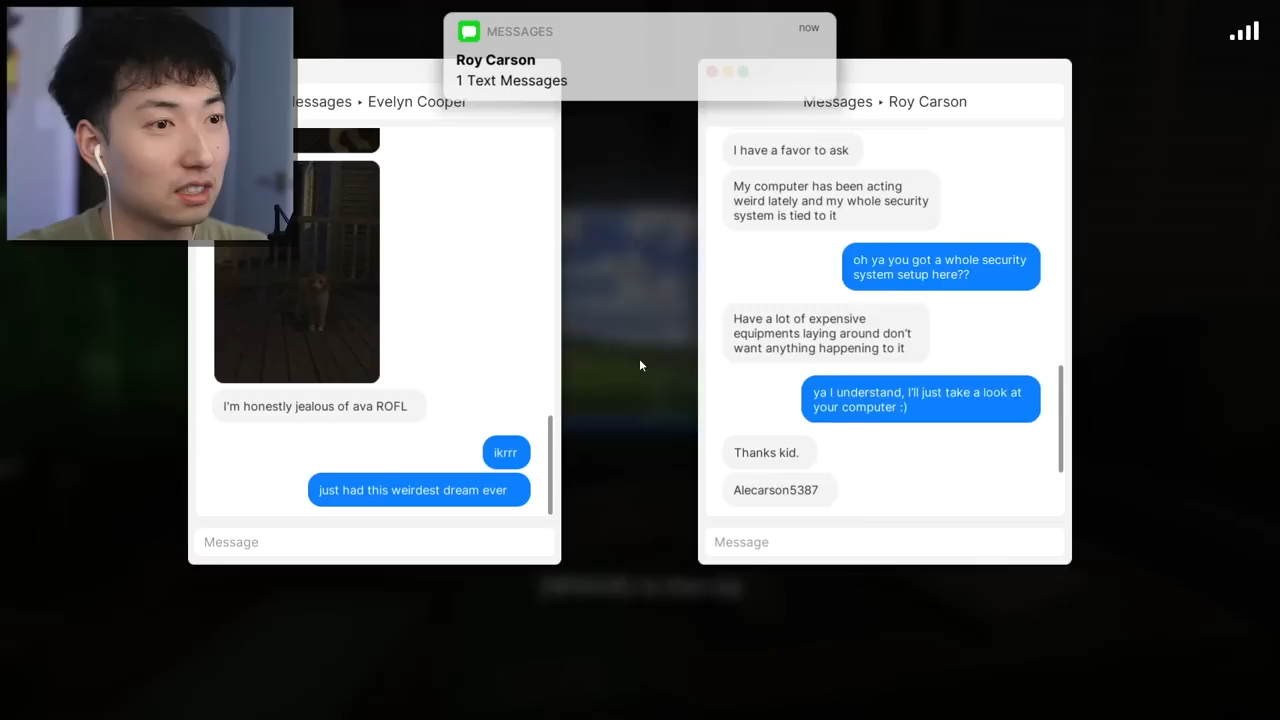 MESSAGES
now
Roy Carson
1 Text Messages
essages ▸ Evelyn Cooper
I'm honestly jealous of ava ROFL
ikrrr
just had this weirdest dream ever
Message
Messages ▸ Roy Carson
I have a favor to ask
My computer has been acting
weird lately and my whole security
system is tied to it
oh ya you got a whole security
system setup here??
Have a lot of expensive
equipments laying around don't
want anything happening to it
ya I understand, I'll just take a look at
your computer :)
Thanks kid.
Alecarson5387
Message